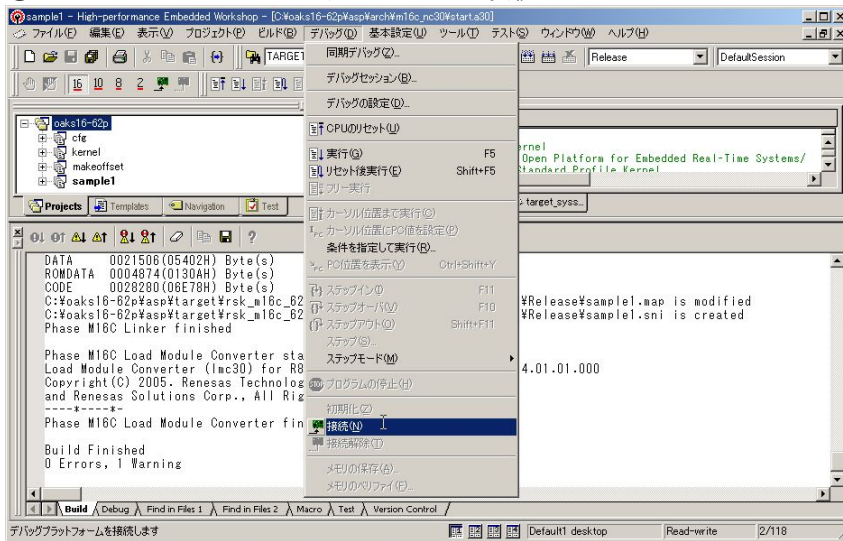 sample1 - High-performance Embedded Workshop - [C:¥oaks16-62p¥asp¥arch¥m16c_nc30¥start.a30]
ファイル(F) 編集(E) 表示(V) プロジェクト(P) ビルド(B) デバッグ(D) 基本設定(U) ツール(T) テスト(S) ウィンドウ(W) ヘルプ(H)
TARGET
Release
DefaultSession
16 10 8 2
同期デバッグ(Z)...
デバッグセッション(B)...
デバッグの設定(D)...
CPUのリセット(U)
実行(G) F5
リセット後実行(E) Shift+F5
フリー実行
カーソル位置まで実行(C)
カーソル位置にPC値を設定(P)
条件を指定して実行(R)...
PC位置を表示(Y) Ctrl+Shift+Y
ステップイン(I) F11
ステップオーバ(V) F10
ステップアウト(O) Shift+F11
ステップ(S)...
ステップモード(M)
プログラムの停止(H)
初期化(Z)
接続(N)
接続解除(T)
メモリの保存(A)...
メモリのベリファイ(F)...
oaks16-62p
cfg
kernel
makeoffset
sample1
Projects Templates Navigation Test
ernel
Open Platform for Embedded Real-Time Systems/
Standard Profile Kernel
target_syss...
DATA 0021506(05402H) Byte(s)
ROMDATA 0004874(0130AH) Byte(s)
CODE 0028280(06E78H) Byte(s)
C:¥oaks16-62p¥asp¥target¥rsk_m16c_62 ¥Release¥sample1.map is modified
C:¥oaks16-62p¥asp¥target¥rsk_m16c_62 ¥Release¥sample1.sni is created
Phase M16C Linker finished
Phase M16C Load Module Converter sta
Load Module Converter (lmc30) for R8 4.01.01.000
Copyright(C) 2005. Renesas Technolog
and Renesas Solutions Corp., All Rig
----*----*-
Phase M16C Load Module Converter fin
Build Finished
0 Errors, 1 Warning
Build Debug Find in Files 1 Find in Files 2 Macro Test Version Control
デバッグプラットフォームを接続します
Default1 desktop
Read-write
2/118